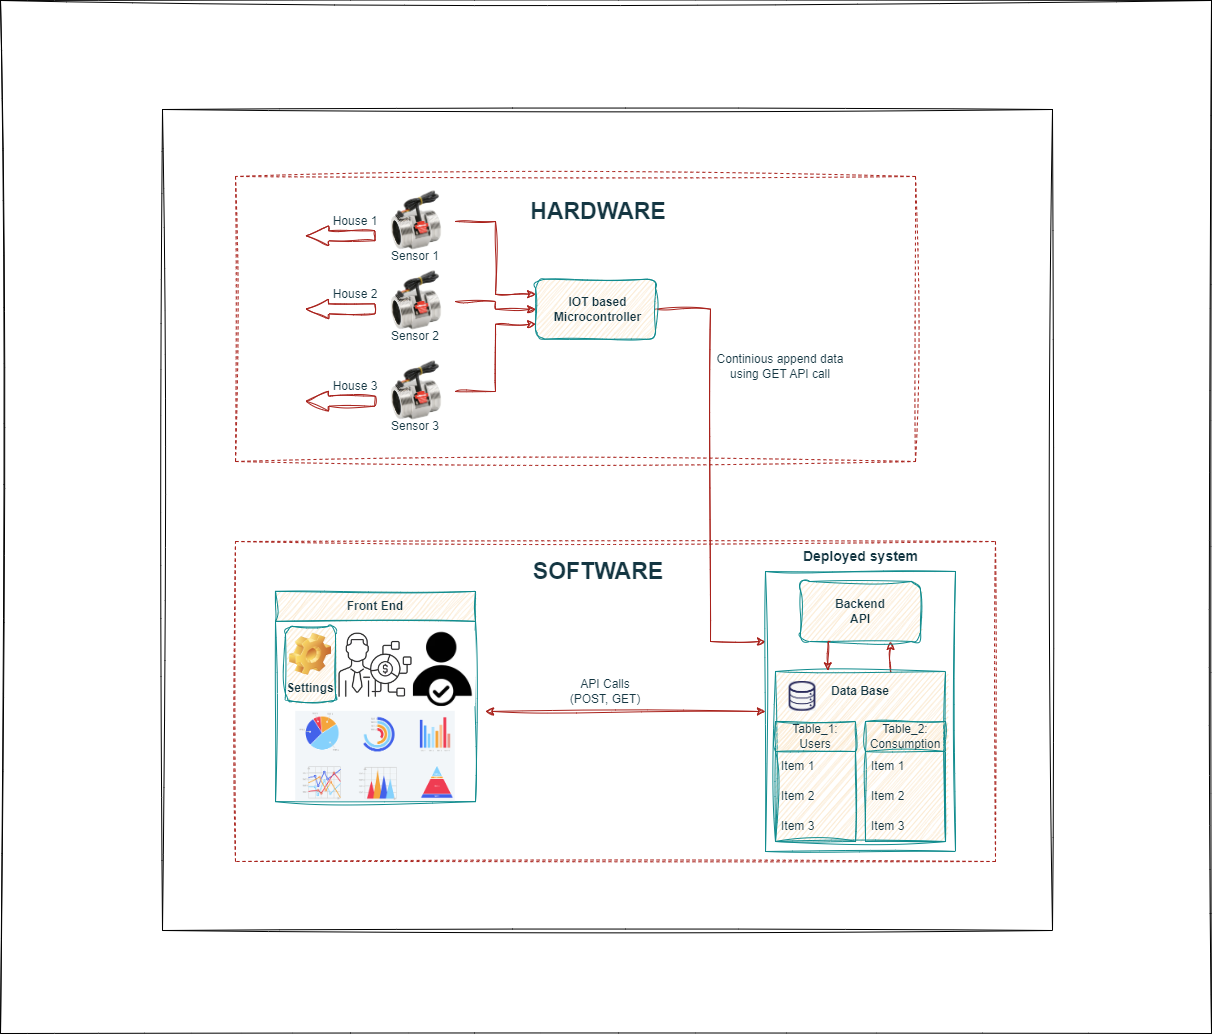 HARDWARE
House 1
Sensor 1
House 2
Sensor 2
House 3
Sensor 3
IOT based
Microcontroller
Continious append data
using GET API call
SOFTWARE
Deployed system
Front End
Settings
API Calls
(POST, GET)
Backend
API
Data Base
Table_1:
Users
Item 1
Item 2
Item 3
Table_2:
Consumption
Item 1
Item 2
Item 3